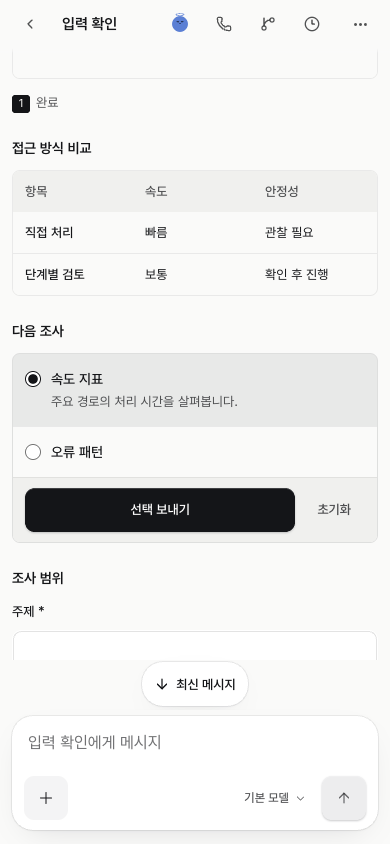 입력 확인
1 완료
접근 방식 비교
항목 속도 안정성
직접 처리 빠름 관찰 필요
단계별 검토 보통 확인 후 진행
다음 조사
속도 지표
주요 경로의 처리 시간을 살펴봅니다.
오류 패턴
선택 보내기 초기화
조사 범위
주제 *
최신 메시지
입력 확인에게 메시지
기본 모델